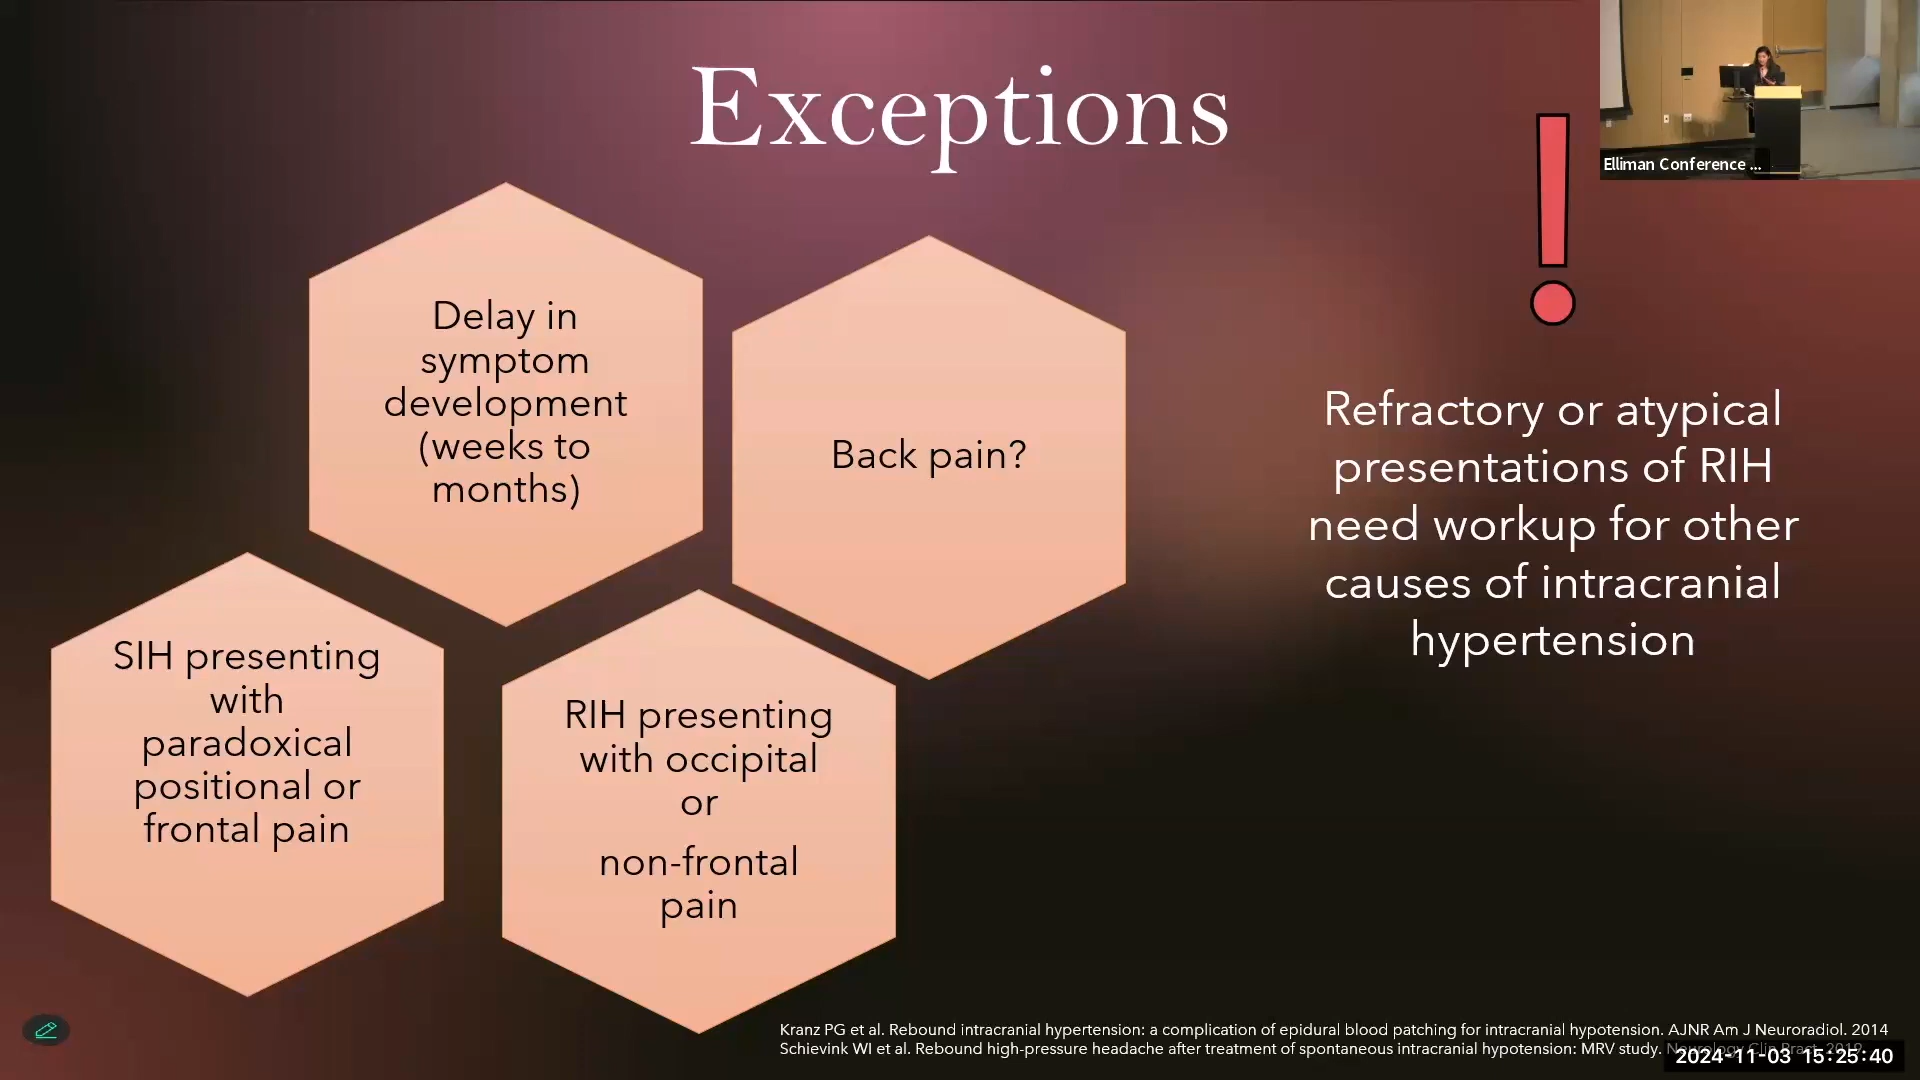 Exceptions
Elliman Conference ...
Delay in
symptom
development
(weeks to
months)
Back pain?
SIH presenting
with
paradoxical
positional or
frontal pain
RIH presenting
with occipital
or
non-frontal
pain
Refractory or atypical
presentations of RIH
need workup for other
causes of intracranial
hypertension
Kranz PG et al. Rebound intracranial hypertension: a complication of epidural blood patching for intracranial hypotension. AJNR Am J Neuroradiol. 2014
Schievink WI et al. Rebound high-pressure headache after treatment of spontaneous intracranial hypotension: MRV study. Neurology Clin Pract. 2019
2024-11-03 15:25:40